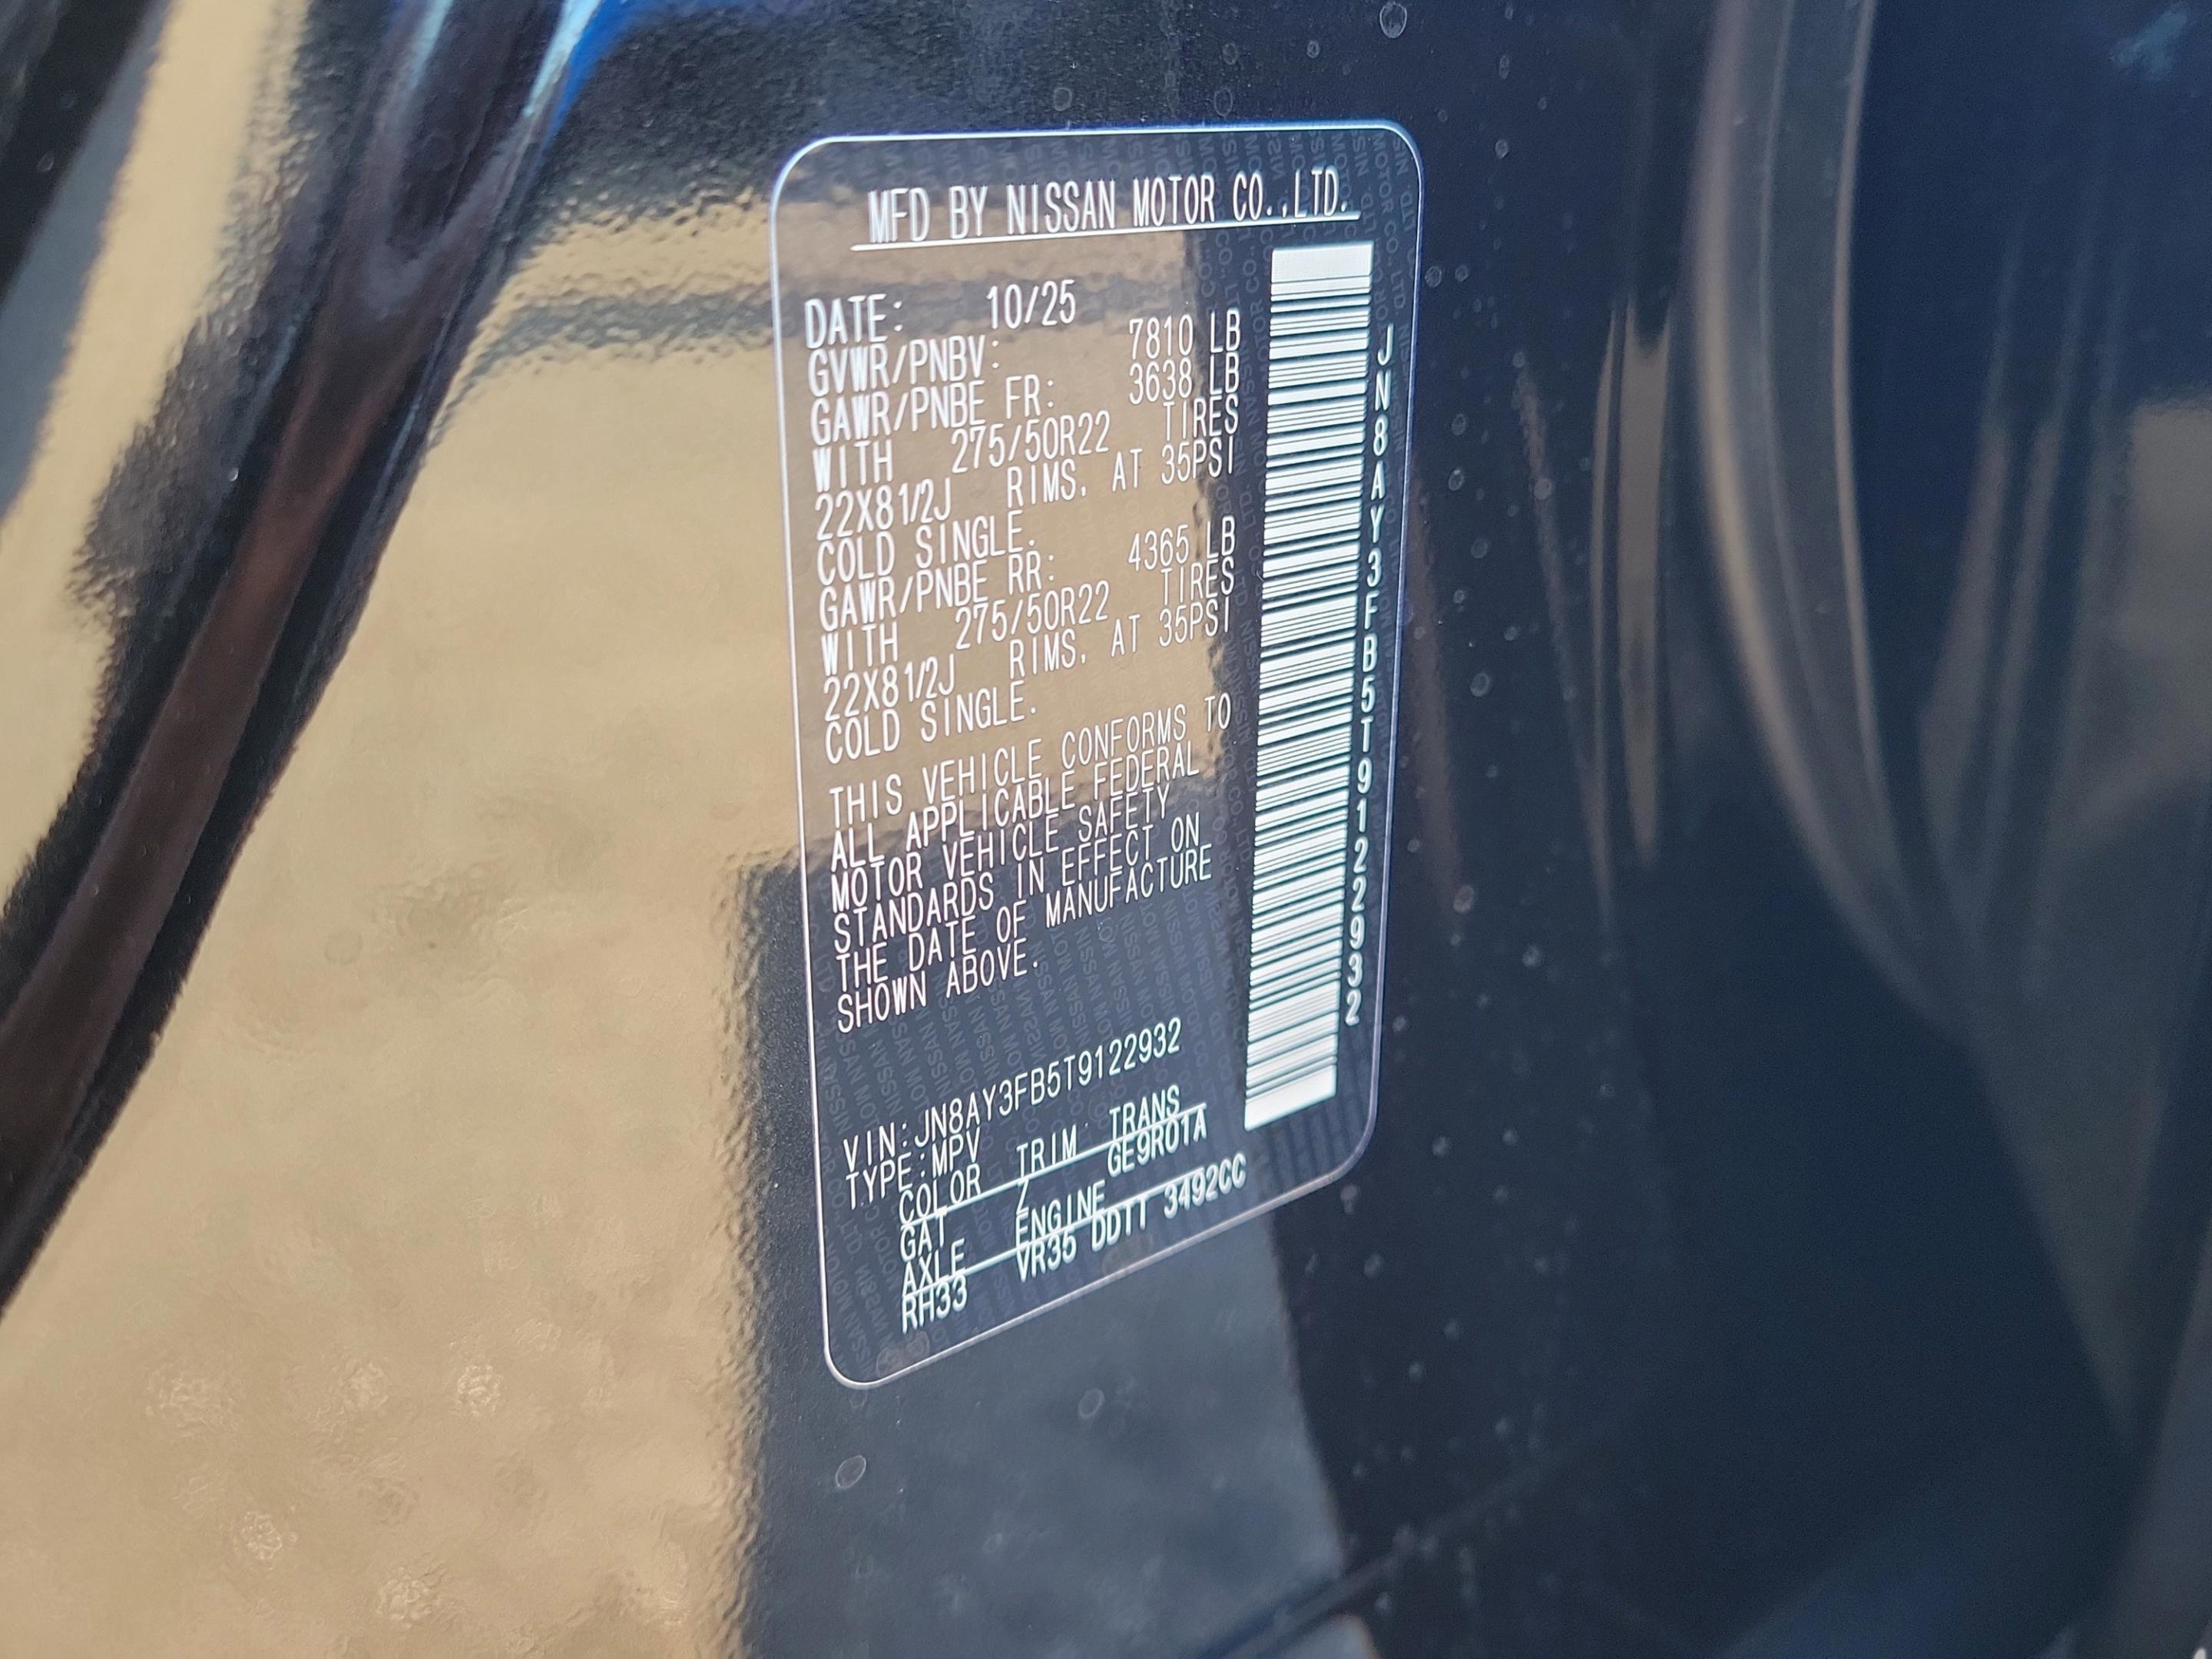 MFD BY NISSAN MOTOR CO.,LTD.
DATE: 10/25
GVWR/PNBV: 7810 LB
GAWR/PNBE FR: 3638 LB
WITH 275/50R22 TIRES
22X8 1/2J RIMS, AT 35PSI
COLD SINGLE.
GAWR/PNBE RR: 4365 LB
WITH 275/50R22 TIRES
22X8 1/2J RIMS, AT 35PSI
COLD SINGLE.
THIS VEHICLE CONFORMS TO
ALL APPLICABLE FEDERAL
MOTOR VEHICLE SAFETY
STANDARDS IN EFFECT ON
THE DATE OF MANUFACTURE
SHOWN ABOVE.
VIN:JN8AY3FB5T9122932
TYPE:MPV
COLOR TRIM TRANS
GAT Z GE9R01A
AXLE ENGINE
RH33 VR35 DDTT 3492CC
JN8AY3FB5T9122932